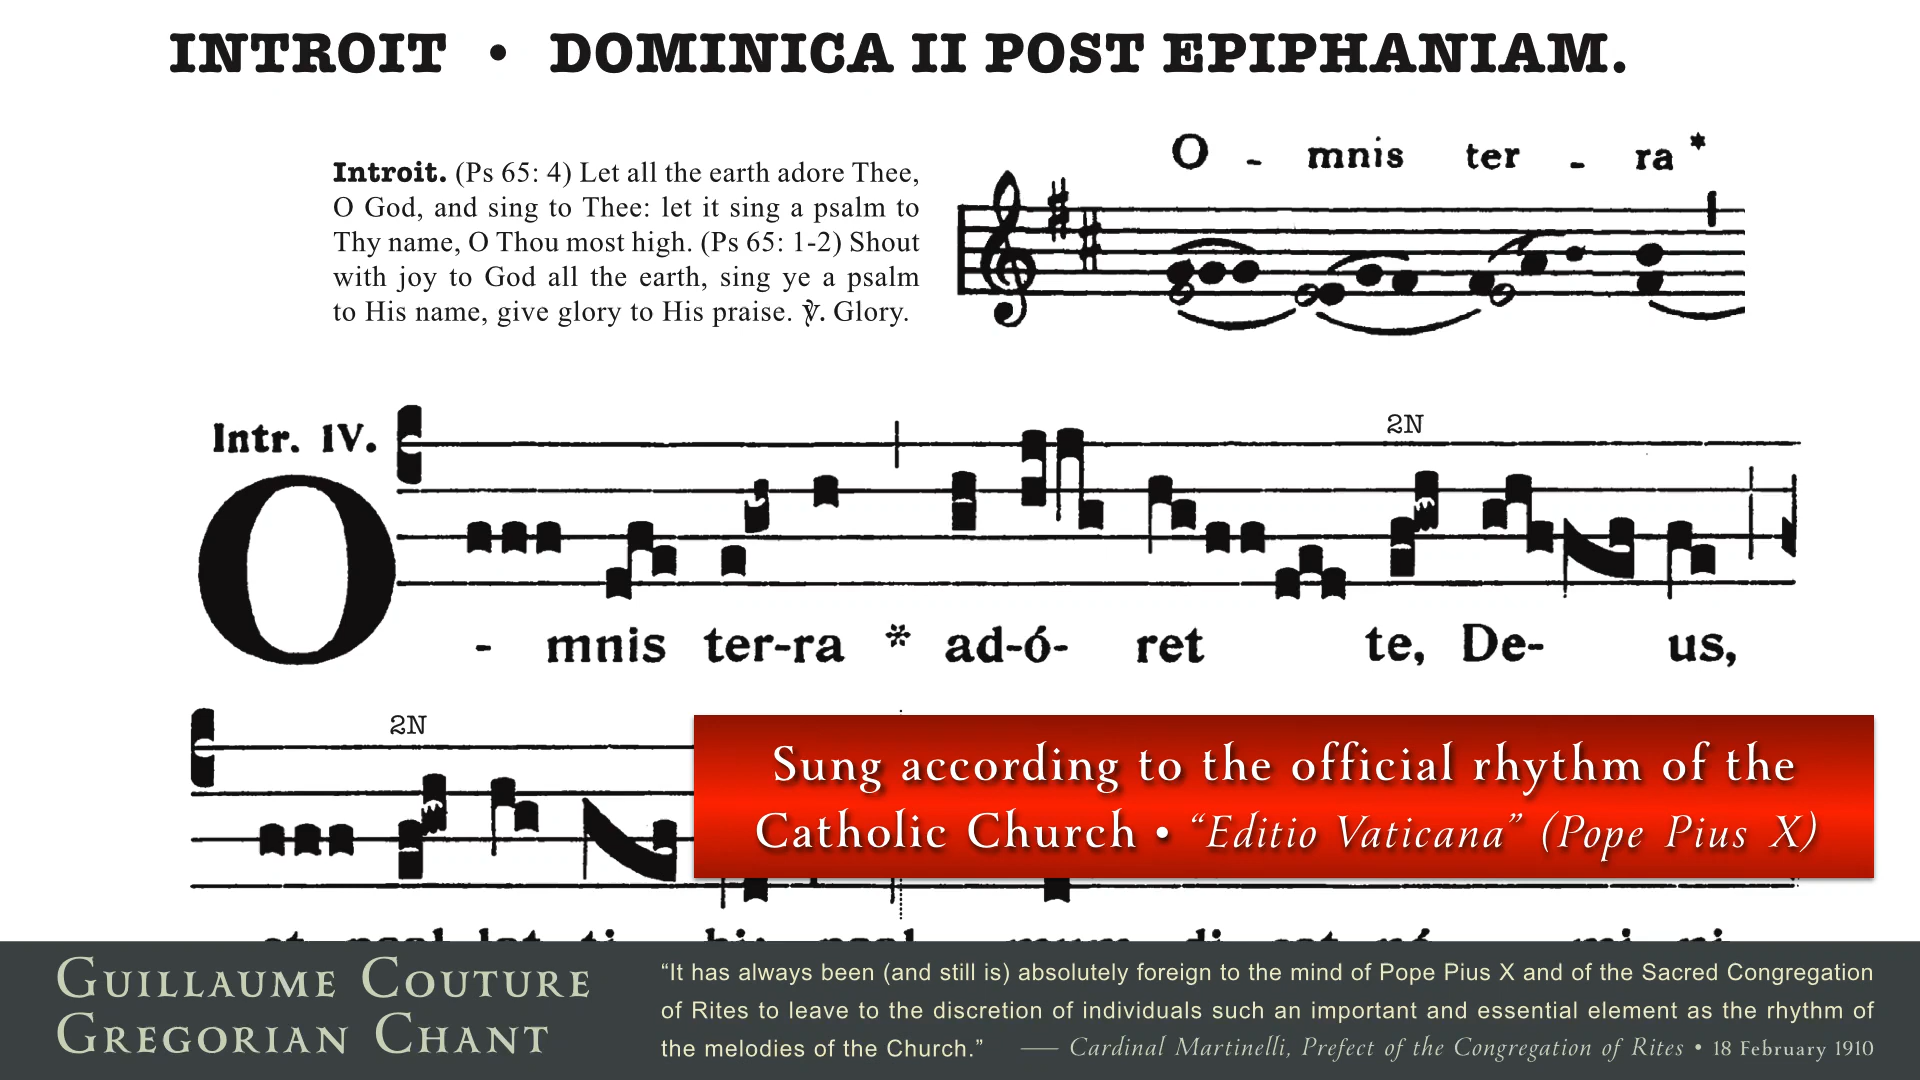 INTROIT • DOMINICA II POST EPIPHANIAM.
Introit. (Ps 65: 4) Let all the earth adore Thee,
O God, and sing to Thee: let it sing a psalm to
Thy name, O Thou most high. (Ps 65: 1-2) Shout
with joy to God all the earth, sing ye a psalm
to His name, give glory to His praise. ℣. Glory.
O - mnis ter - ra *
Intr. IV.
2N
O - mnis ter-ra * ad-ó- ret te, De- us,
2N
Sung according to the official rhythm of the
Catholic Church • “Editio Vaticana” (Pope Pius X)
GUILLAUME COUTURE
GREGORIAN CHANT
“It has always been (and still is) absolutely foreign to the mind of Pope Pius X and of the Sacred Congregation
of Rites to leave to the discretion of individuals such an important and essential element as the rhythm of
the melodies of the Church.” —— Cardinal Martinelli, Prefect of the Congregation of Rites • 18 February 1910